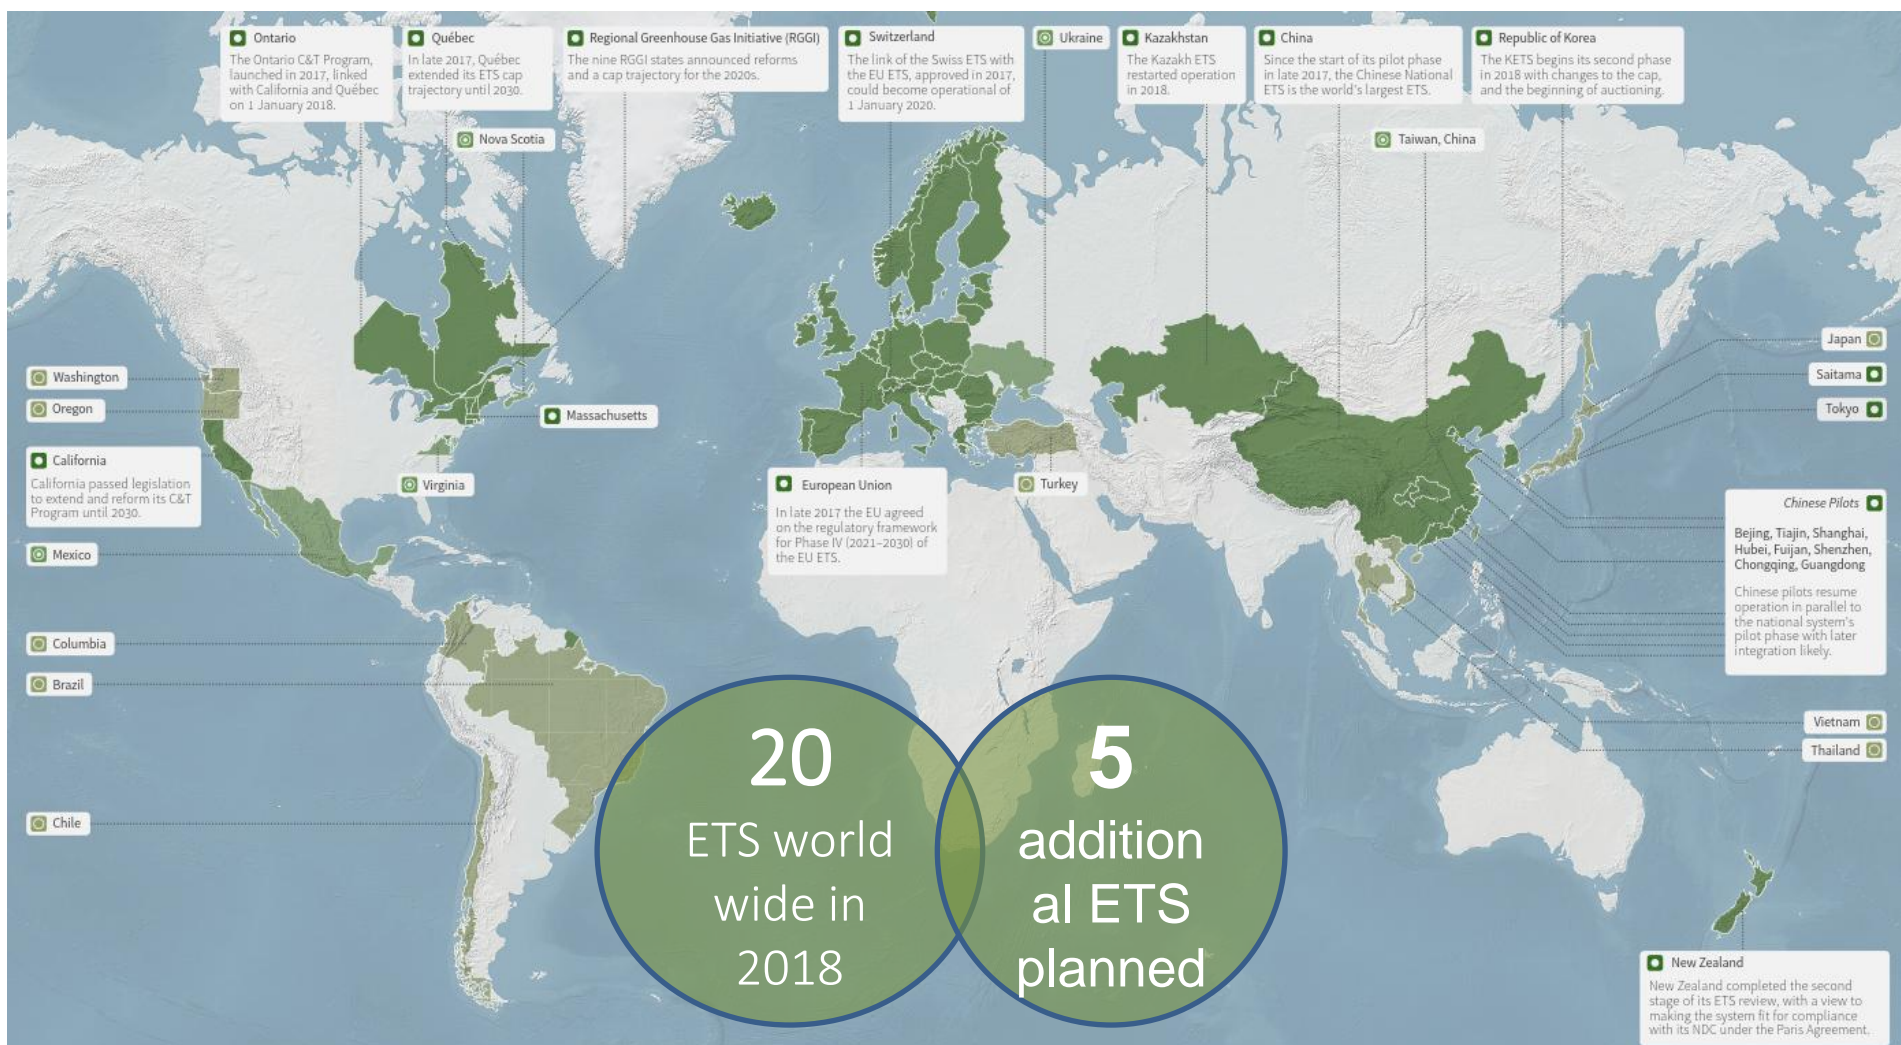 Ontario
The Ontario C&T Program,
launched in 2017, linked
with California and Québec
on 1 January 2018.
Québec
In late 2017, Québec
extended its ETS cap
trajectory until 2030.
Regional Greenhouse Gas Initiative (RGGI)
The nine RGGI states announced reforms
and a cap trajectory for the 2020s.
Switzerland
The link of the Swiss ETS with
the EU ETS, approved in 2017,
could become operational of
1 January 2020.
Ukraine
Kazakhstan
The Kazakh ETS
restarted operation
in 2018.
China
Since the start of its pilot phase
in late 2017, the Chinese National
ETS is the world's largest ETS.
Republic of Korea
The KETS begins its second phase
in 2018 with changes to the cap,
and the beginning of auctioning.
Nova Scotia
Taiwan, China
Washington
Oregon
California
California passed legislation
to extend and reform its C&T
Program until 2030.
Mexico
Massachusetts
Virginia
European Union
In late 2017 the EU agreed
on the regulatory framework
for Phase IV (2021–2030) of
the EU ETS.
Turkey
Japan
Saitama
Tokyo
Chinese Pilots
Bejing, Tiajin, Shanghai,
Hubei, Fuijan, Shenzhen,
Chongqing, Guangdong
Chinese pilots resume
operation in parallel to
the national system's
pilot phase with later
integration likely.
Columbia
Brazil
Chile
Vietnam
Thailand
20
ETS world
wide in
2018
5
addition
al ETS
planned
New Zealand
New Zealand completed the second
stage of its ETS review, with a view to
making the system fit for compliance
with its NDC under the Paris Agreement.